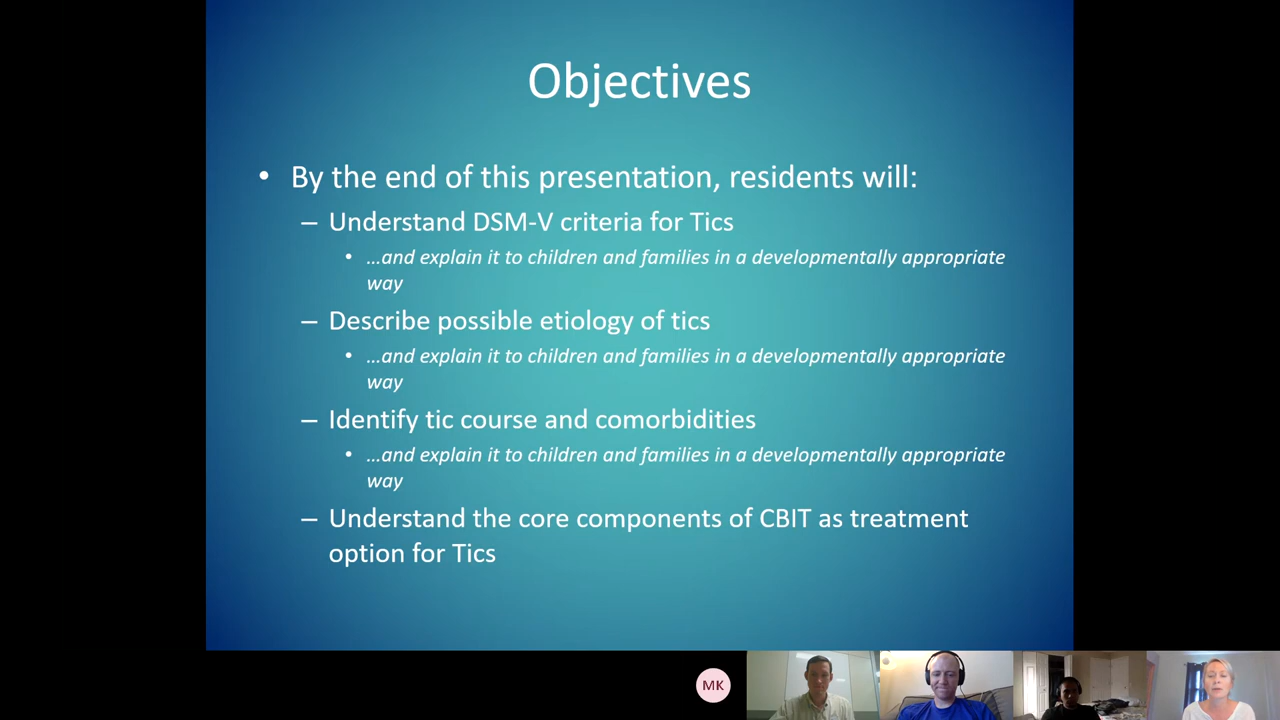 Objectives
• By the end of this presentation, residents will:
– Understand DSM-V criteria for Tics
• …and explain it to children and families in a developmentally appropriate
way
– Describe possible etiology of tics
• …and explain it to children and families in a developmentally appropriate
way
– Identify tic course and comorbidities
• …and explain it to children and families in a developmentally appropriate
way
– Understand the core components of CBIT as treatment
option for Tics
MK